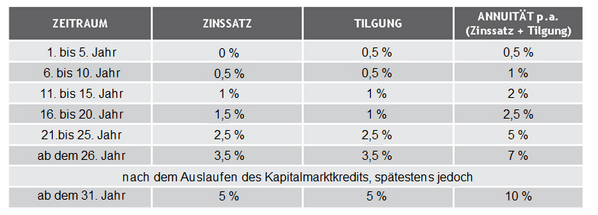 ZEITRAUM ZINSSATZ TILGUNG ANNUITÄT p.a.
(Zinssatz + Tilgung)
1. bis 5. Jahr 0 % 0,5 % 0,5 %
6. bis 10. Jahr 0,5 % 0,5 % 1 %
11. bis 15. Jahr 1 % 1 % 2 %
16. bis 20. Jahr 1,5 % 1 % 2,5 %
21.bis 25. Jahr 2,5 % 2,5 % 5 %
ab dem 26. Jahr 3,5 % 3,5 % 7 %
nach dem Auslaufen des Kapitalmarktkredits, spätestens jedoch
ab dem 31. Jahr 5 % 5 % 10 %